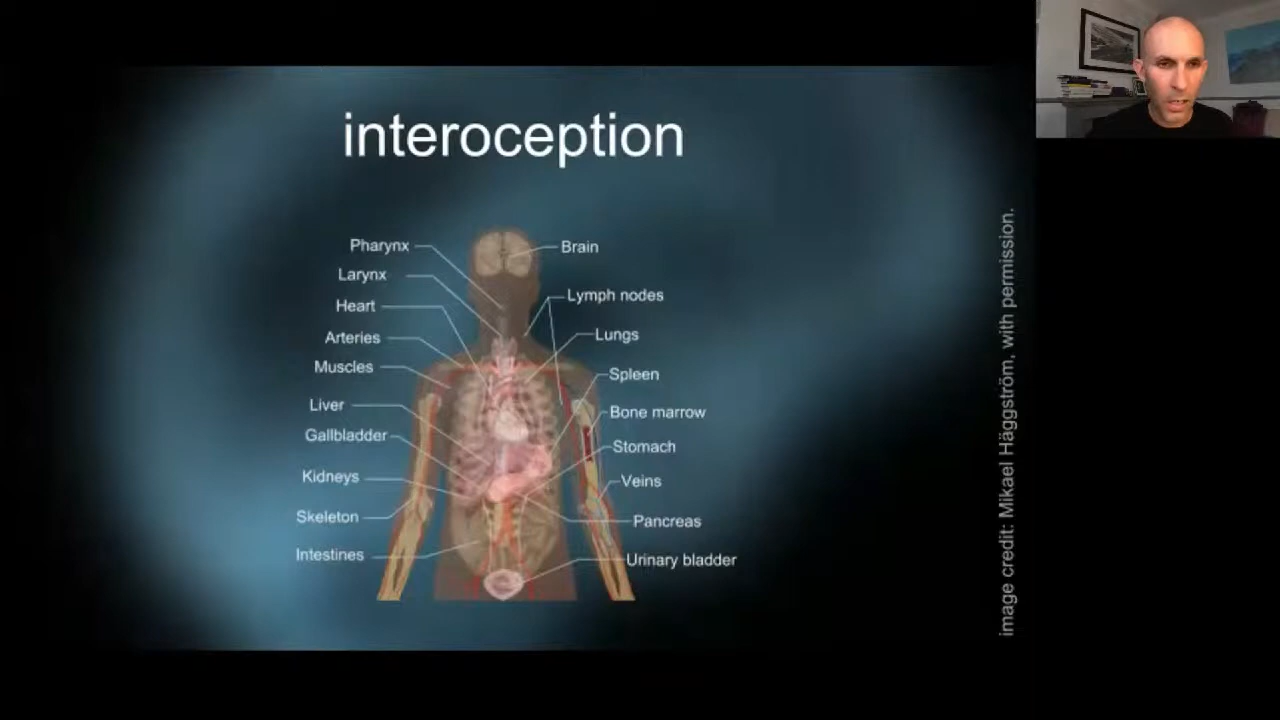 interoception
Pharynx
Brain
Larynx
Lymph nodes
Heart
Lungs
Arteries
Muscles
Spleen
Liver
Bone marrow
Gallbladder
Stomach
Kidneys
Veins
Skeleton
Pancreas
Intestines
Urinary bladder
image credit: Mikael Häggström, with permission.